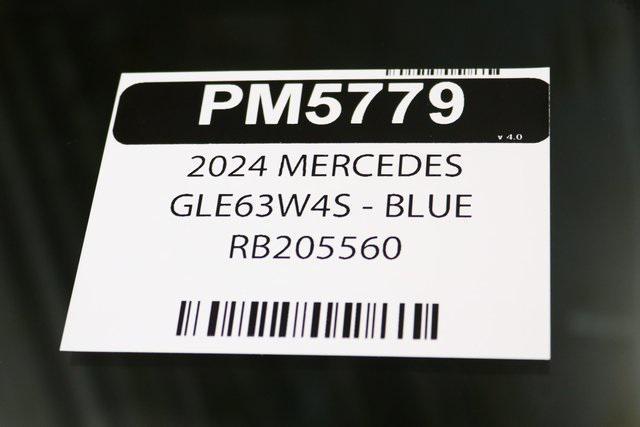 PM5779
v 4.0
2024 MERCEDES
GLE63W4S - BLUE
RB205560